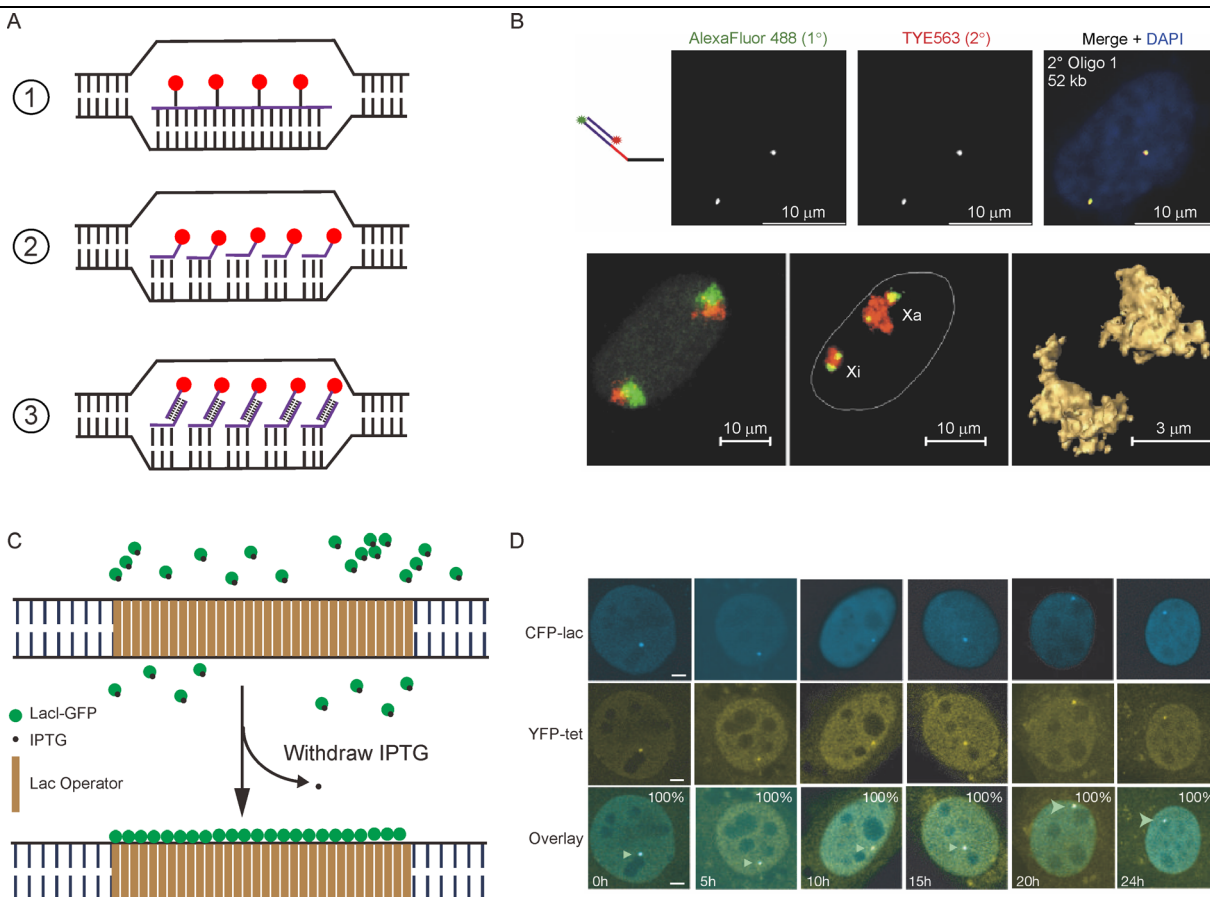 A
1
2
3
B
AlexaFluor 488 (1°)
TYE563 (2°)
Merge + DAPI
2° Oligo 1
52 kb
10 μm
10 μm
10 μm
Xa
Xi
10 μm
10 μm
3 μm
C
LacI-GFP
IPTG
Lac Operator
Withdraw IPTG
D
CFP-lac
YFP-tet
Overlay
100%
100%
100%
100%
100%
100%
0h
5h
10h
15h
20h
24h